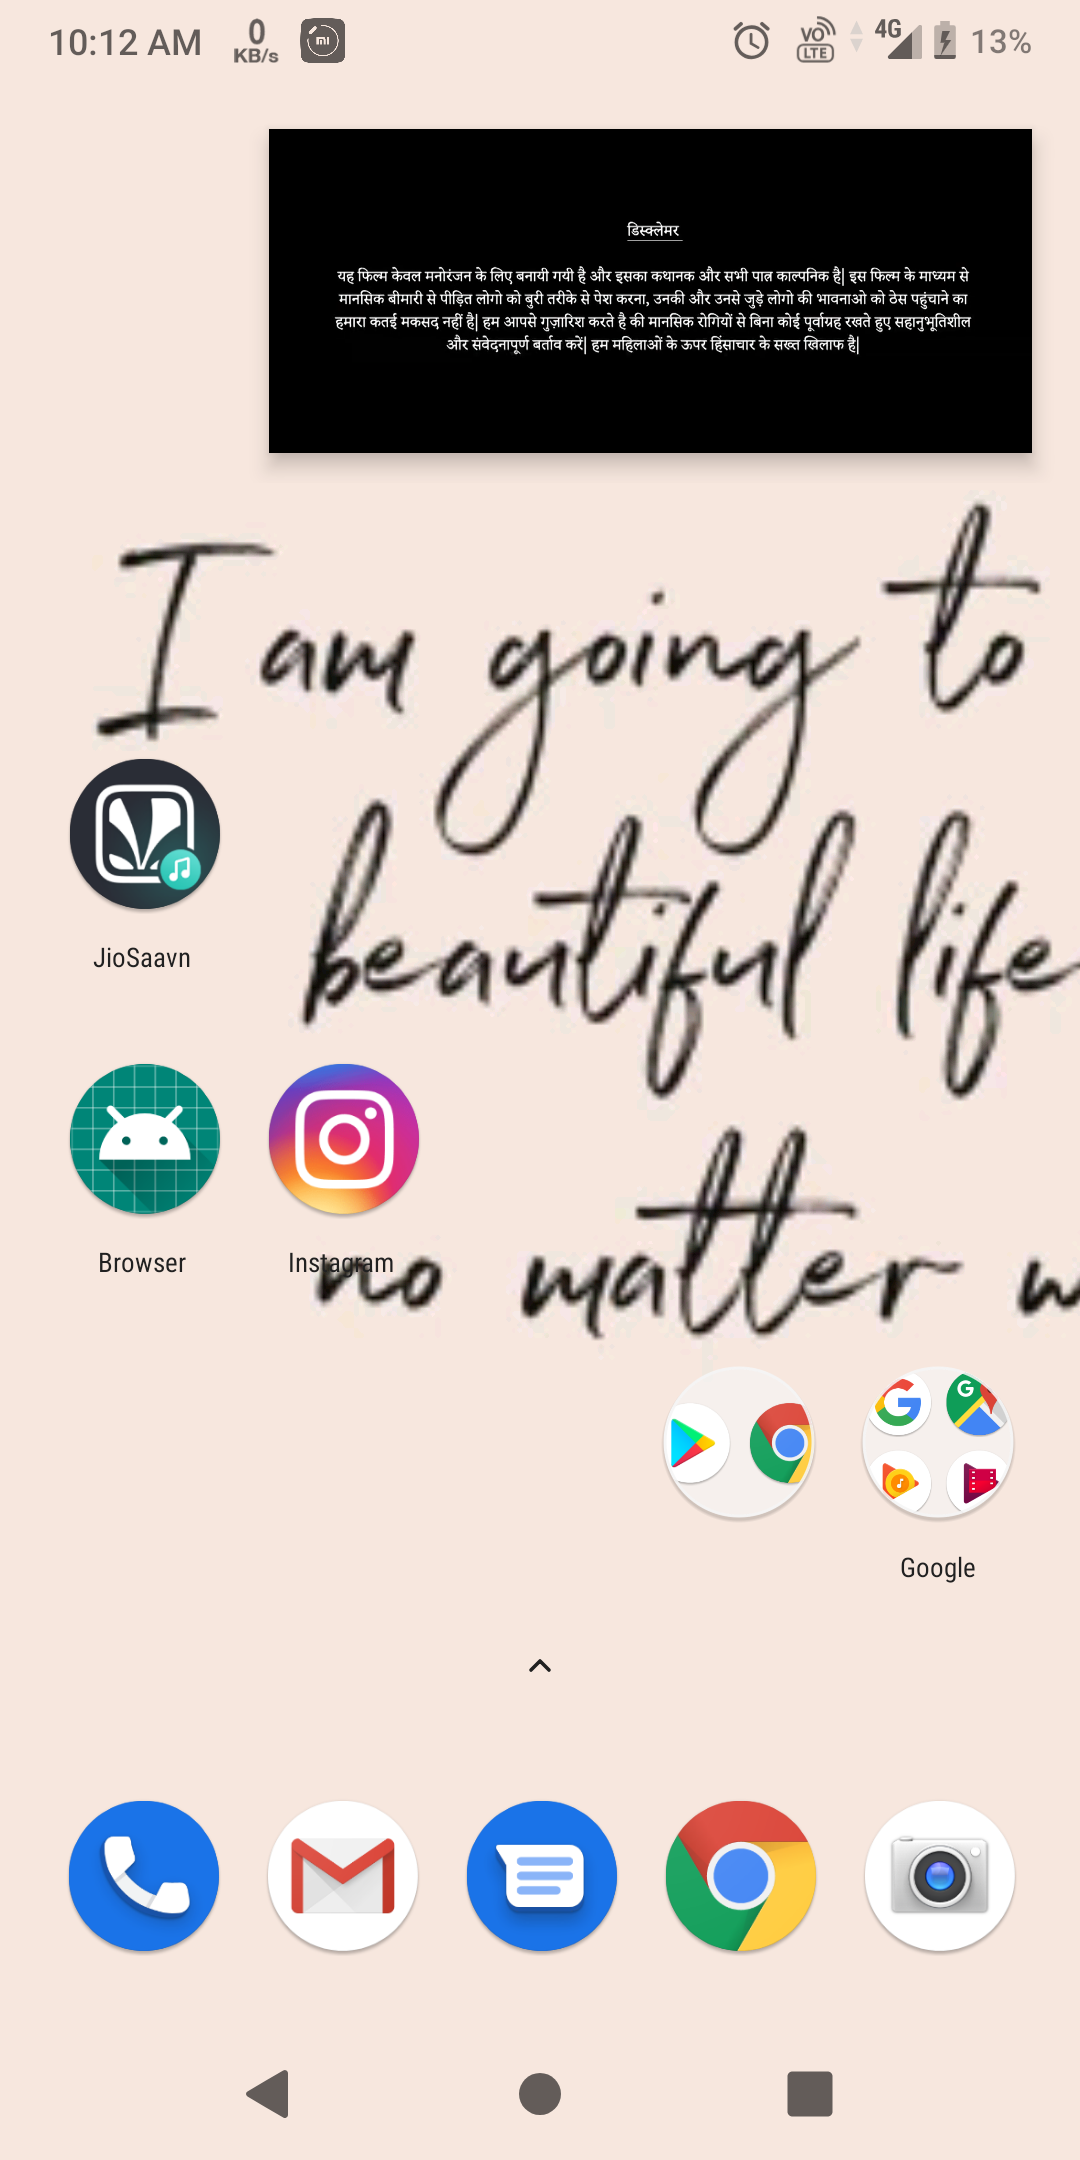 10:12 AM 0 KB/s mi VO LTE 4G 13%
डिस्क्लेमर
यह फिल्म केवल मनोरंजन के लिए बनायी गयी है और इसका कथानक और सभी पात्र काल्पनिक है| इस फिल्म के माध्यम से
मानसिक बीमारी से पीड़ित लोगो को बुरी तरीके से पेश करना, उनकी और उनसे जुड़े लोगो की भावनाओ को ठेस पहुंचाने का
हमारा कतई मकसद नहीं है| हम आपसे गुज़ारिश करते है की मानसिक रोगियों से बिना कोई पूर्वाग्रह रखते हुए सहानुभूतिशील
और संवेदनापूर्ण बर्ताव करें| हम महिलाओं के ऊपर हिंसाचार के सख्त खिलाफ है|
I am going to
beautiful life
JioSaavn
no matter w
Browser Instagram
Google